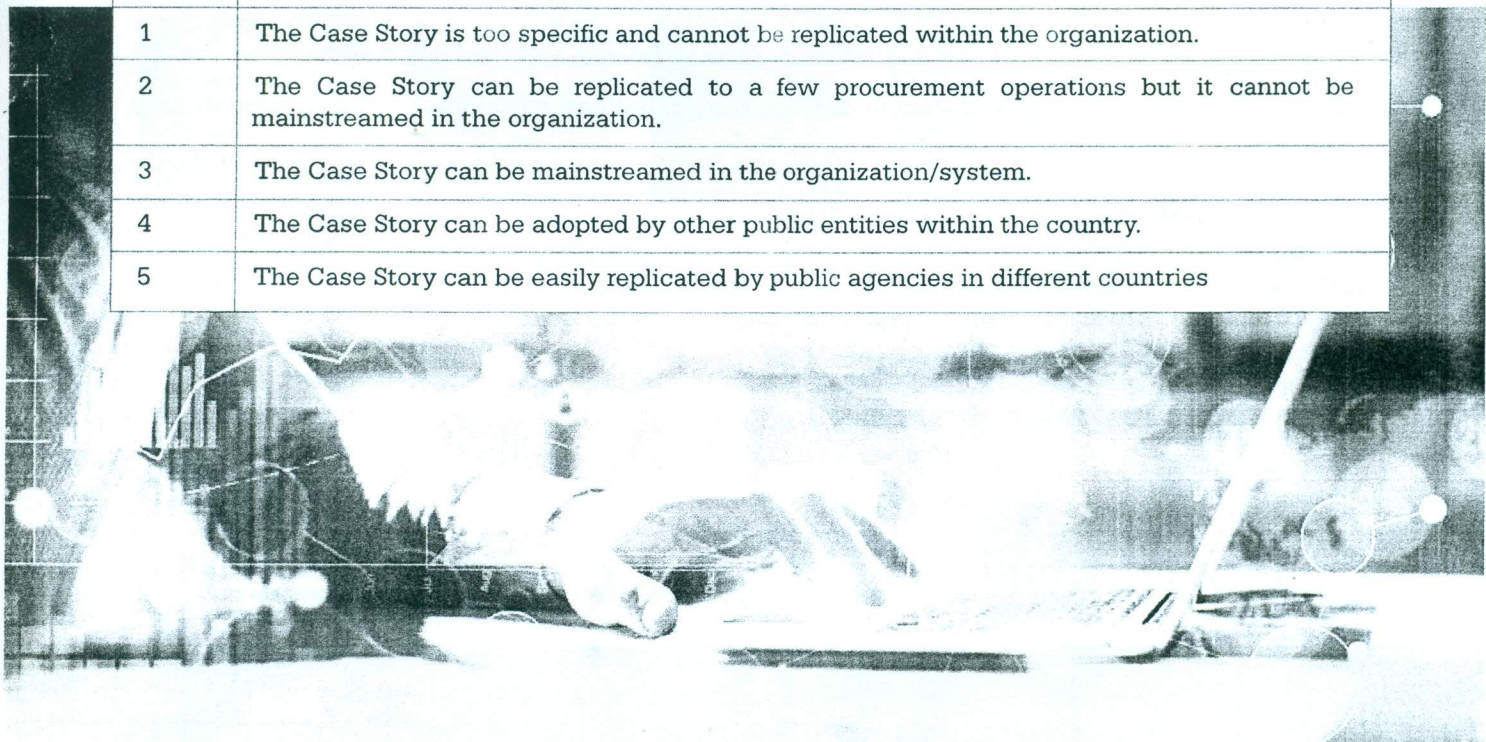 1 The Case Story is too specific and cannot be replicated within the organization.
2 The Case Story can be replicated to a few procurement operations but it cannot be
mainstreamed in the organization.
3 The Case Story can be mainstreamed in the organization/system.
4 The Case Story can be adopted by other public entities within the country.
5 The Case Story can be easily replicated by public agencies in different countries